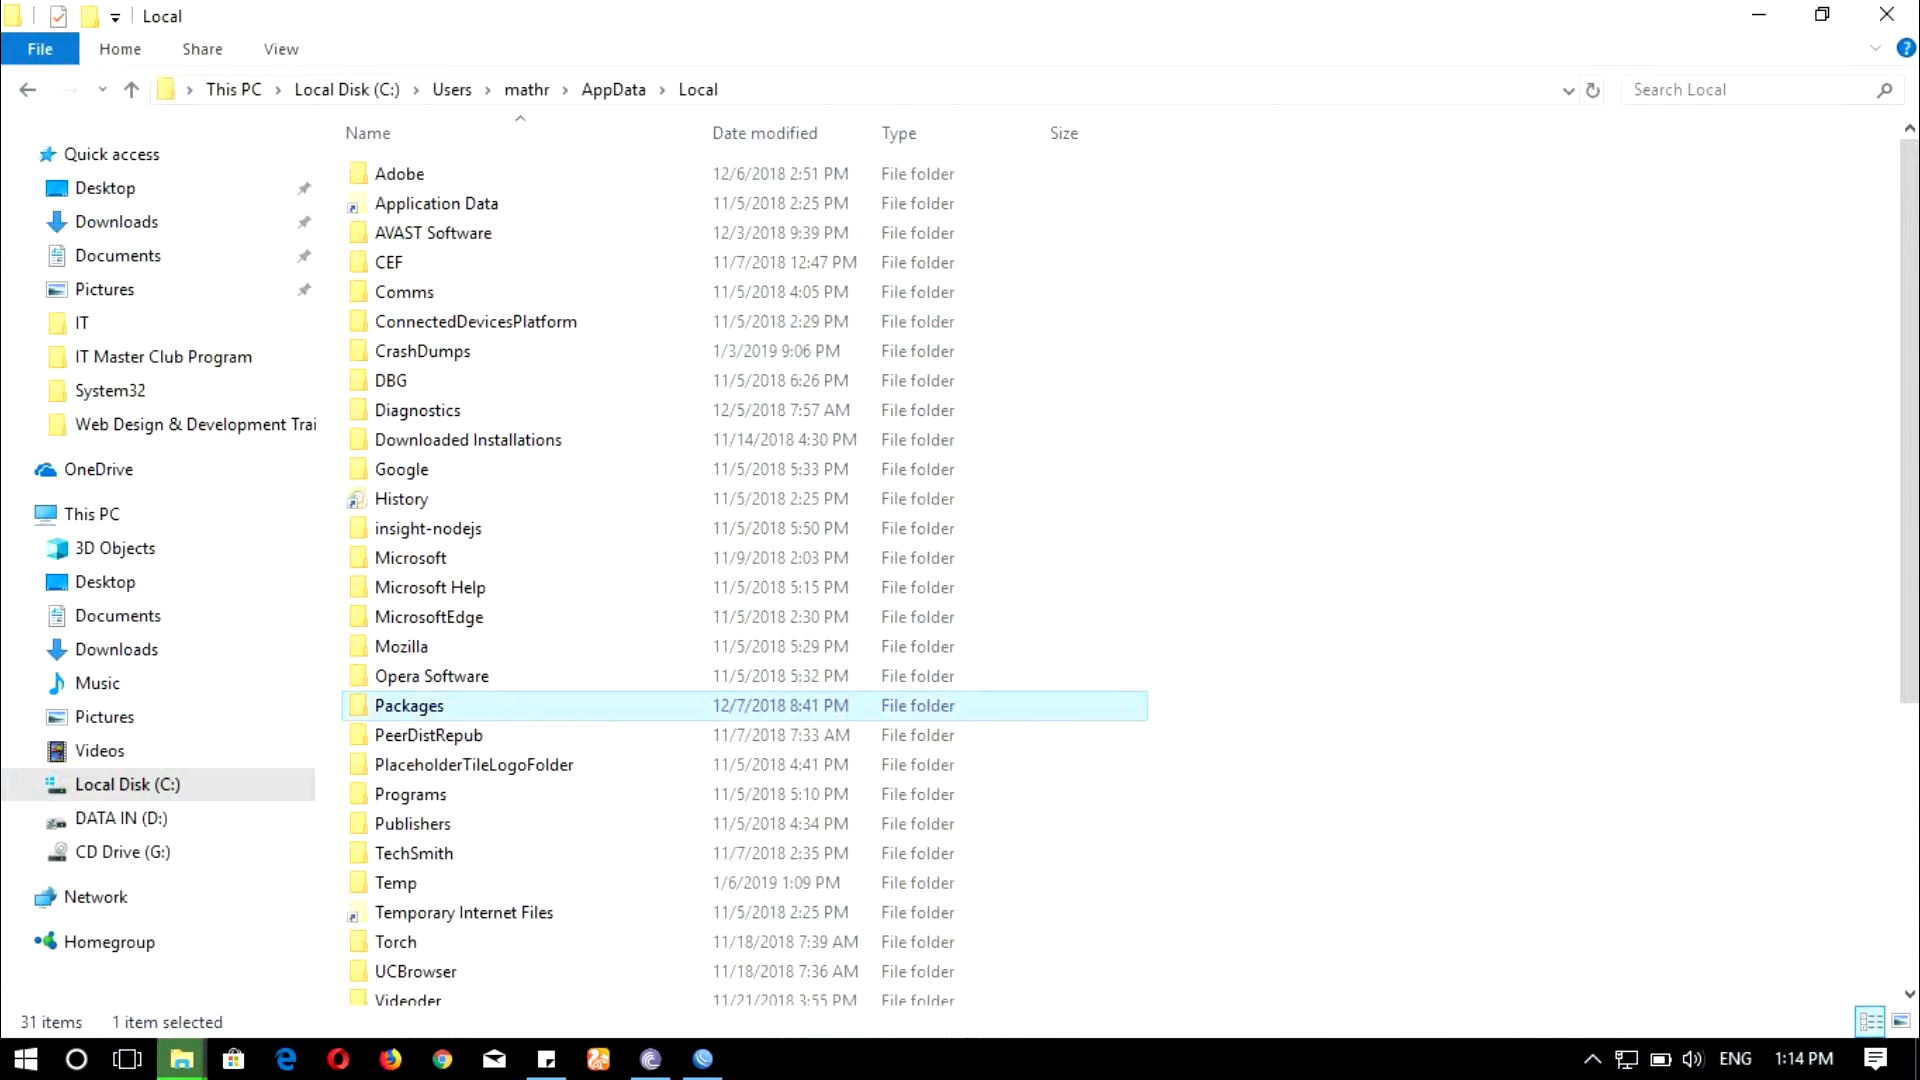 Local
File Home Share View
This PC Local Disk (C:) Users mathr AppData Local Search Local
Name Date modified Type Size
Quick access
Desktop
Downloads
Documents
Pictures
IT
IT Master Club Program
System32
Web Design & Development Trai
OneDrive
This PC
3D Objects
Desktop
Documents
Downloads
Music
Pictures
Videos
Local Disk (C:)
DATA IN (D:)
CD Drive (G:)
Network
Homegroup
Adobe 12/6/2018 2:51 PM File folder
Application Data 11/5/2018 2:25 PM File folder
AVAST Software 12/3/2018 9:39 PM File folder
CEF 11/7/2018 12:47 PM File folder
Comms 11/5/2018 4:05 PM File folder
ConnectedDevicesPlatform 11/5/2018 2:29 PM File folder
CrashDumps 1/3/2019 9:06 PM File folder
DBG 11/5/2018 6:26 PM File folder
Diagnostics 12/5/2018 7:57 AM File folder
Downloaded Installations 11/14/2018 4:30 PM File folder
Google 11/5/2018 5:33 PM File folder
History 11/5/2018 2:25 PM File folder
insight-nodejs 11/5/2018 5:50 PM File folder
Microsoft 11/9/2018 2:03 PM File folder
Microsoft Help 11/5/2018 5:15 PM File folder
MicrosoftEdge 11/5/2018 2:30 PM File folder
Mozilla 11/5/2018 5:29 PM File folder
Opera Software 11/5/2018 5:32 PM File folder
Packages 12/7/2018 8:41 PM File folder
PeerDistRepub 11/7/2018 7:33 AM File folder
PlaceholderTileLogoFolder 11/5/2018 4:41 PM File folder
Programs 11/5/2018 5:10 PM File folder
Publishers 11/5/2018 4:34 PM File folder
TechSmith 11/7/2018 2:35 PM File folder
Temp 1/6/2019 1:09 PM File folder
Temporary Internet Files 11/5/2018 2:25 PM File folder
Torch 11/18/2018 7:39 AM File folder
UCBrowser 11/18/2018 7:36 AM File folder
Videoder 11/21/2018 3:55 PM File folder
31 items 1 item selected
ENG 1:14 PM